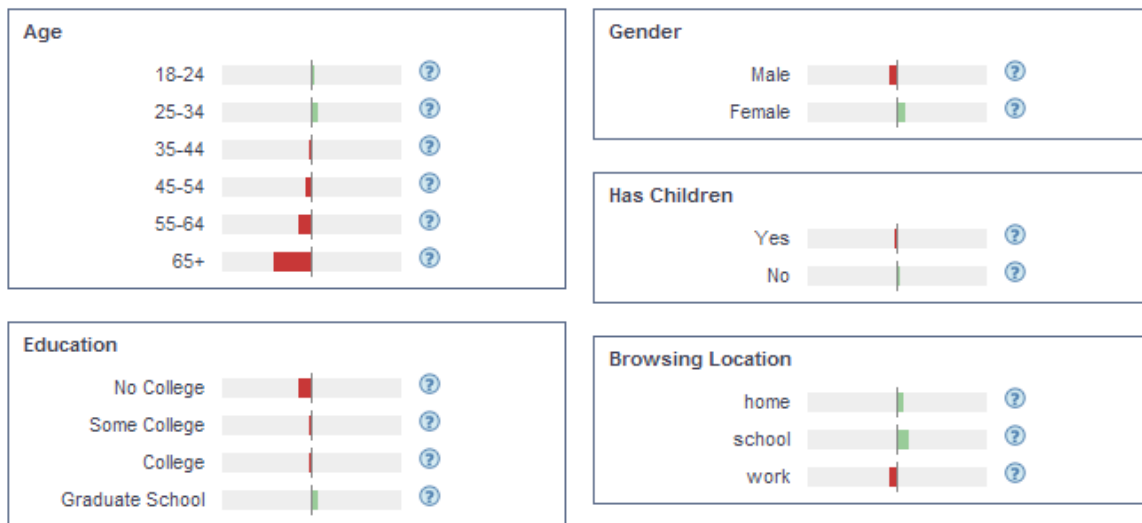 Age
18-24
25-34
35-44
45-54
55-64
65+
Education
No College
Some College
College
Graduate School
Gender
Male
Female
Has Children
Yes
No
Browsing Location
home
school
work